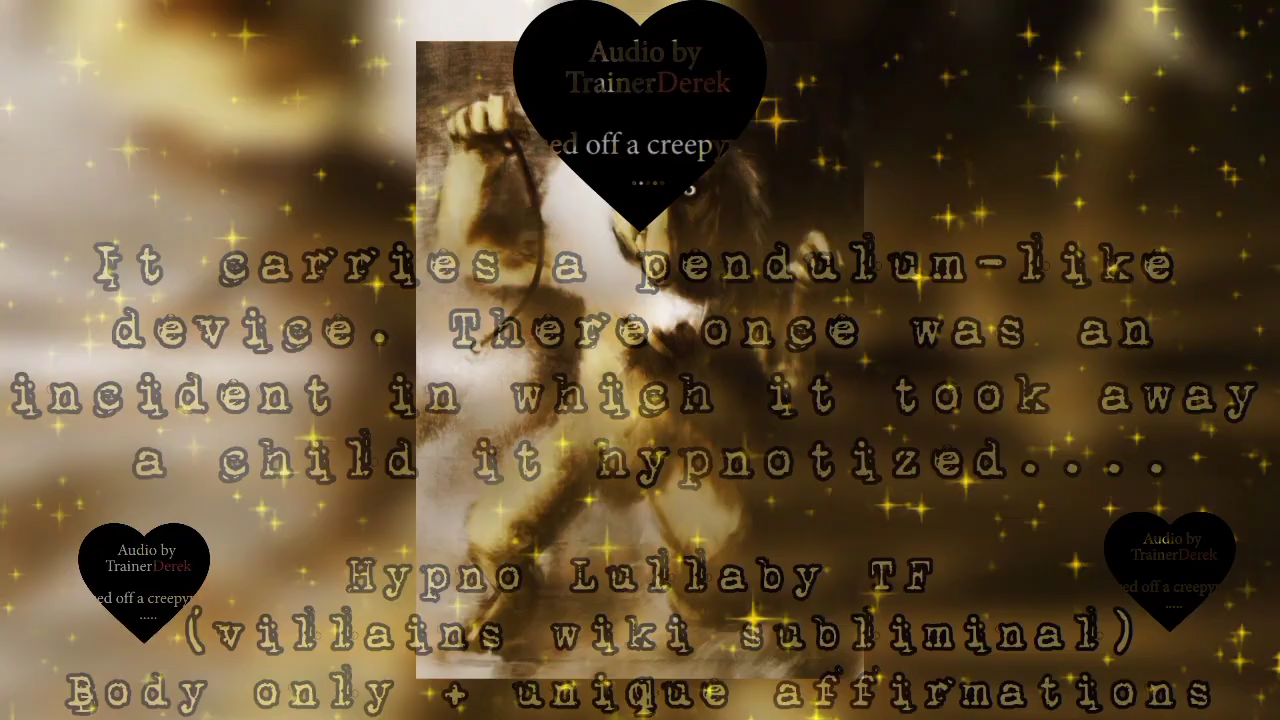 Audio by
TrainerDerek
ed off a creepy
It carries a pendulum-like
device. There once was an
incident in which it took away
a child it hypnotized....
Audio by
TrainerDerek
ed off a creepy
Audio by
TrainerDerek
ed off a creepy
Hypno Lullaby TF
(villains wiki subliminal)
Body only + unique affirmations